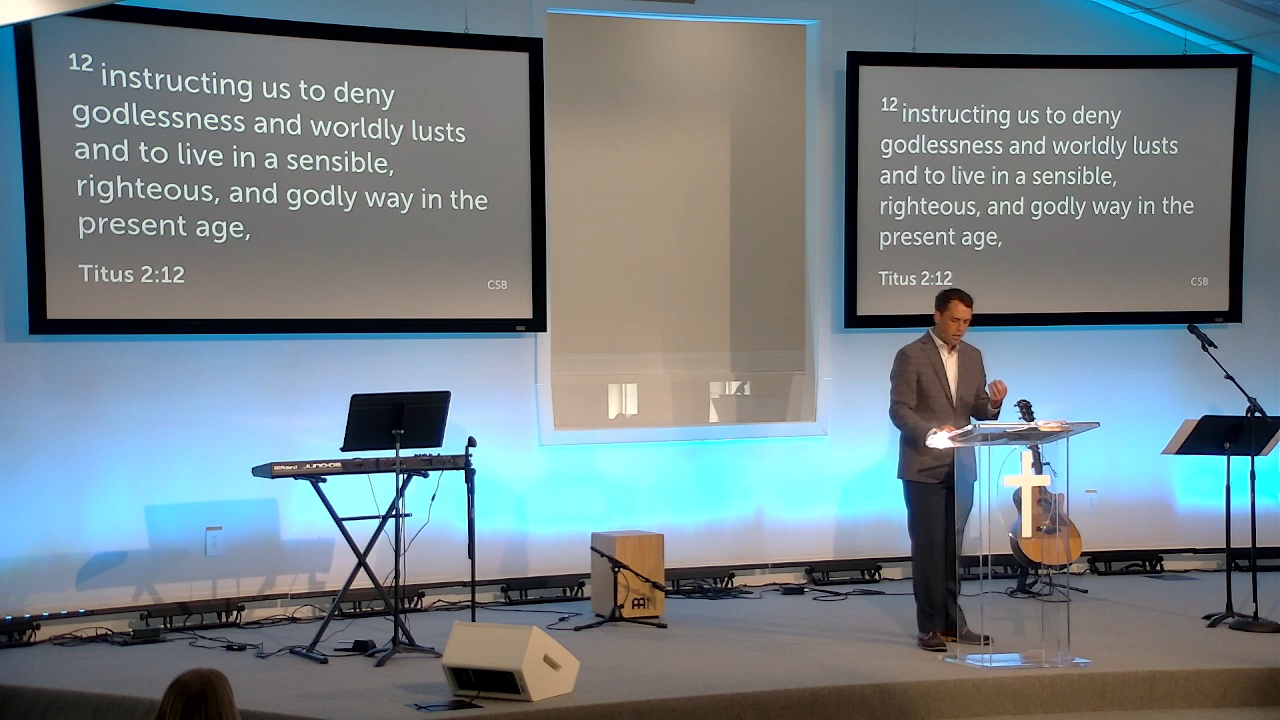 12 instructing us to deny
godlessness and worldly lusts
and to live in a sensible,
righteous, and godly way in the
present age,
Titus 2:12
CSB
12 instructing us to deny
godlessness and worldly lusts
and to live in a sensible,
righteous, and godly way in the
present age,
Titus 2:12
CSB
Roland JUNO-DS